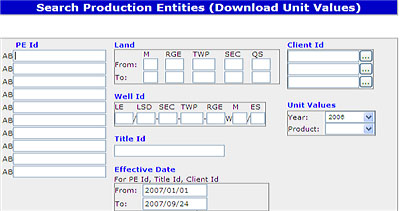 Search Production Entities (Download Unit Values)
PE Id
AB
AB
AB
AB
AB
AB
AB
AB
AB
AB
Land
M RGE TWP SEC QS
From:
To:
Well Id
LE LSD - SEC - TWP - RGE W M ES
/ - - - W /
Title Id
Effective Date
For PE Id, Title Id, Client Id
From: 2007/01/01
To: 2007/09/24
Client Id
...
...
...
Unit Values
Year: 2006
Product: